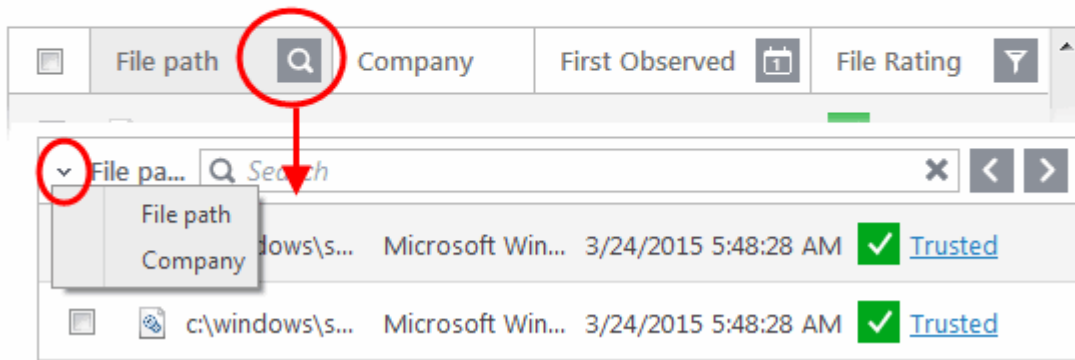 File path Company First Observed 1 File Rating
File pa... Search
File path
dows\s... Microsoft Win... 3/24/2015 5:48:28 AM Trusted
Company
c:\windows\s... Microsoft Win... 3/24/2015 5:48:28 AM Trusted